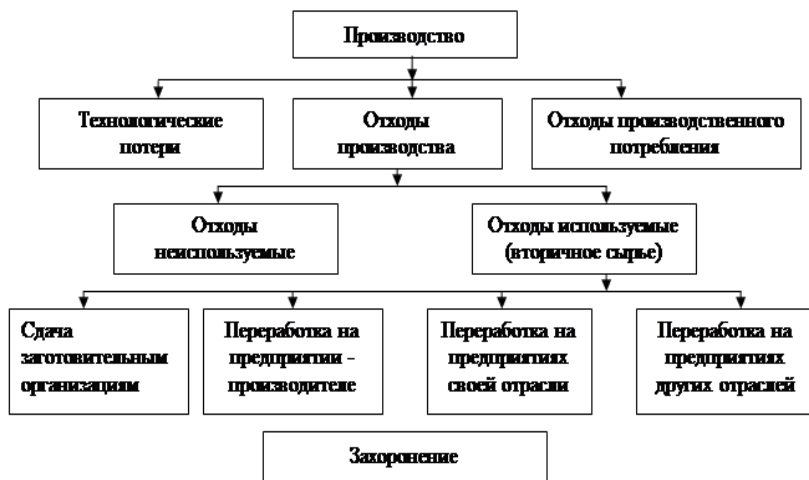 Производство
Технологические
потери
Отходы
производства
Отходы производственного
потребления
Отходы
неиспользуемые
Отходы используемые
(вторичное сырье)
Сдача
заготовительным
организациям
Переработка на
предприятии -
производителе
Переработка на
предприятиях
своей отрасли
Переработка на
предприятиях
других отраслей
Захоронение